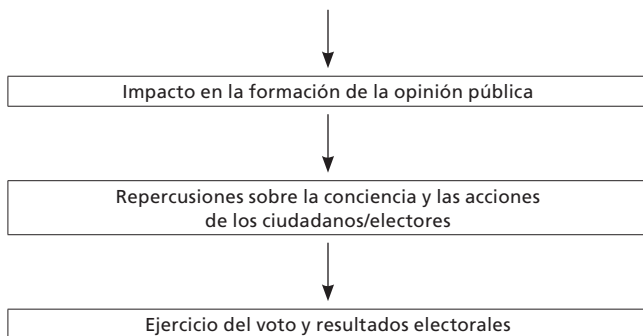 Impacto en la formación de la opinión pública
Repercusiones sobre la conciencia y las acciones
de los ciudadanos/electores
Ejercicio del voto y resultados electorales